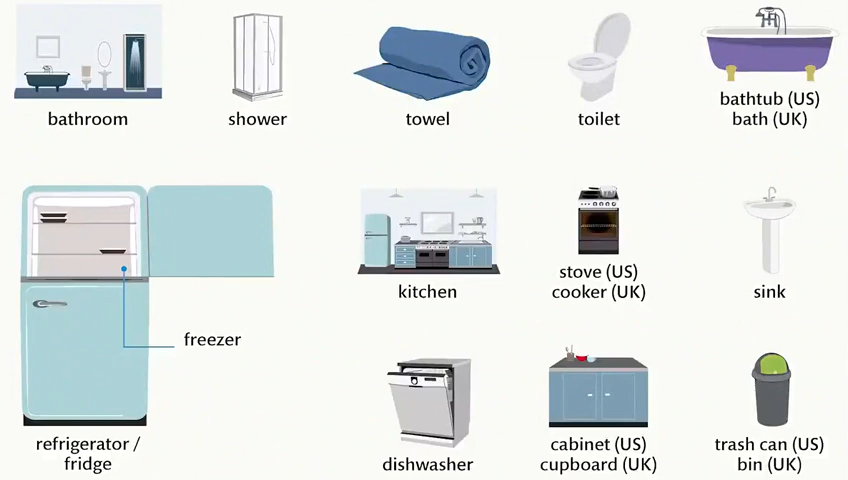 bathroom
shower
towel
toilet
bathtub (US)
bath (UK)
freezer
kitchen
stove (US)
cooker (UK)
sink
refrigerator /
fridge
dishwasher
cabinet (US)
cupboard (UK)
trash can (US)
bin (UK)